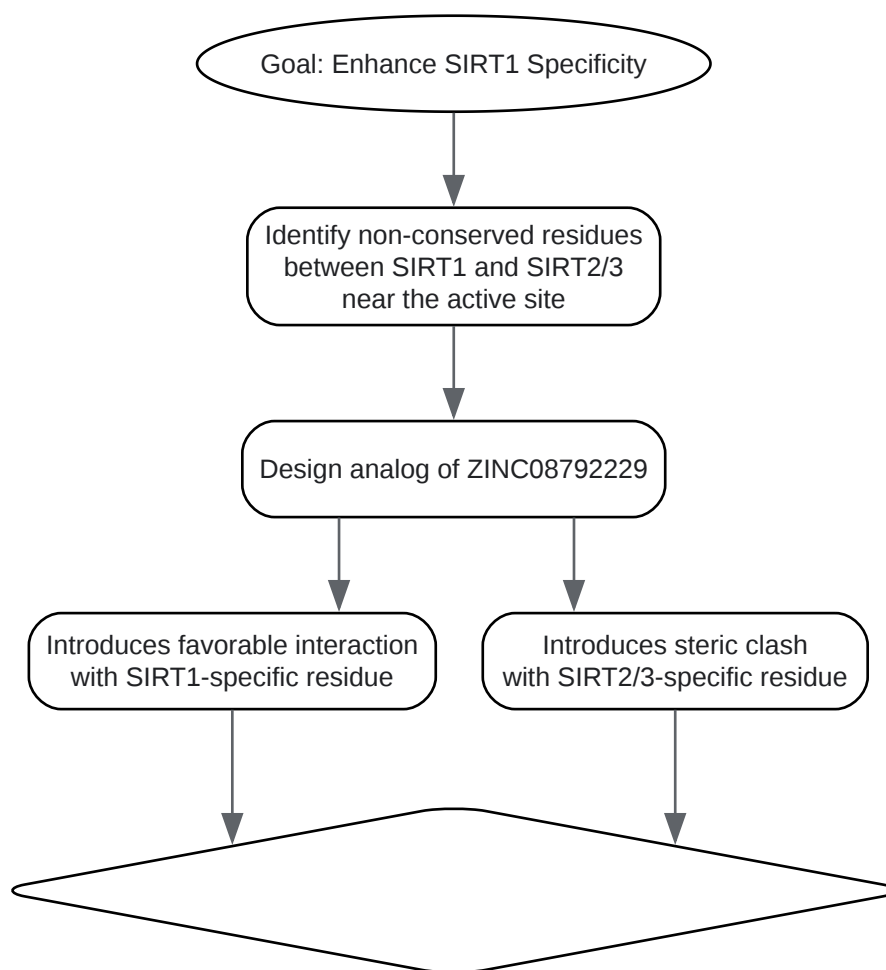 Goal: Enhance SIRT1 Specificity
Identify non-conserved residues
between SIRT1 and SIRT2/3
near the active site
Design analog of ZINC08792229
Introduces favorable interaction
with SIRT1-specific residue
Introduces steric clash
with SIRT2/3-specific residue